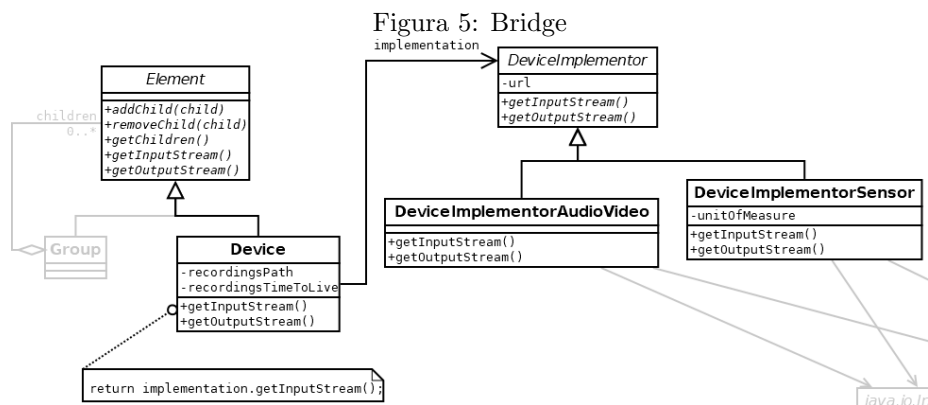 Figura 5: Bridge
implementation
Element
+addChild(child)
+removeChild(child)
+getChildren()
+getInputStream()
+getOutputStream()
children
0..*
Group
Device
-recordingsPath
-recordingsTimeToLive
+getInputStream()
+getOutputStream()
return implementation.getInputStream();
DeviceImplementor
-url
+getInputStream()
+getOutputStream()
DeviceImplementorAudioVideo
+getInputStream()
+getOutputStream()
DeviceImplementorSensor
-unitOfMeasure
+getInputStream()
+getOutputStream()
java.io.In